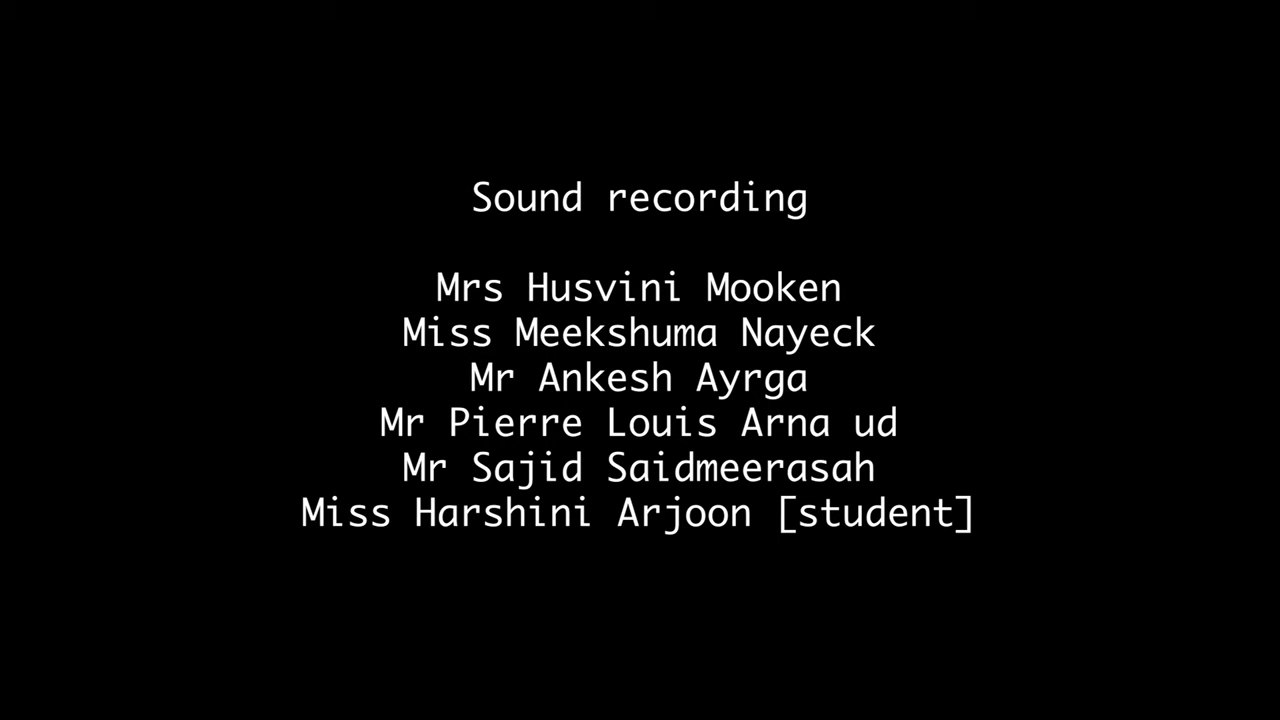 Sound recording
Mrs Husvini Mooken
Miss Meekshuma Nayeck
Mr Ankesh Ayrga
Mr Pierre Louis Arna ud
Mr Sajid Saidmeerasah
Miss Harshini Arjoon [student]